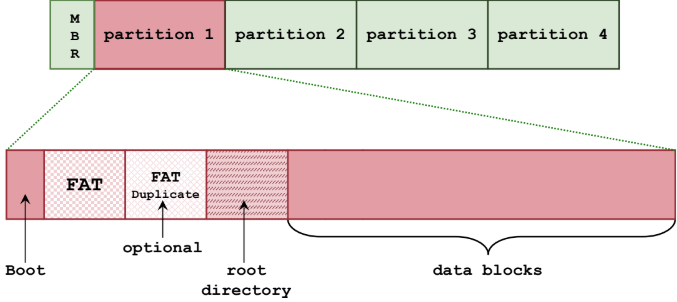 M
B
R
partition 1
partition 2
partition 3
partition 4
FAT
FAT
Duplicate
optional
Boot
root
directory
data blocks